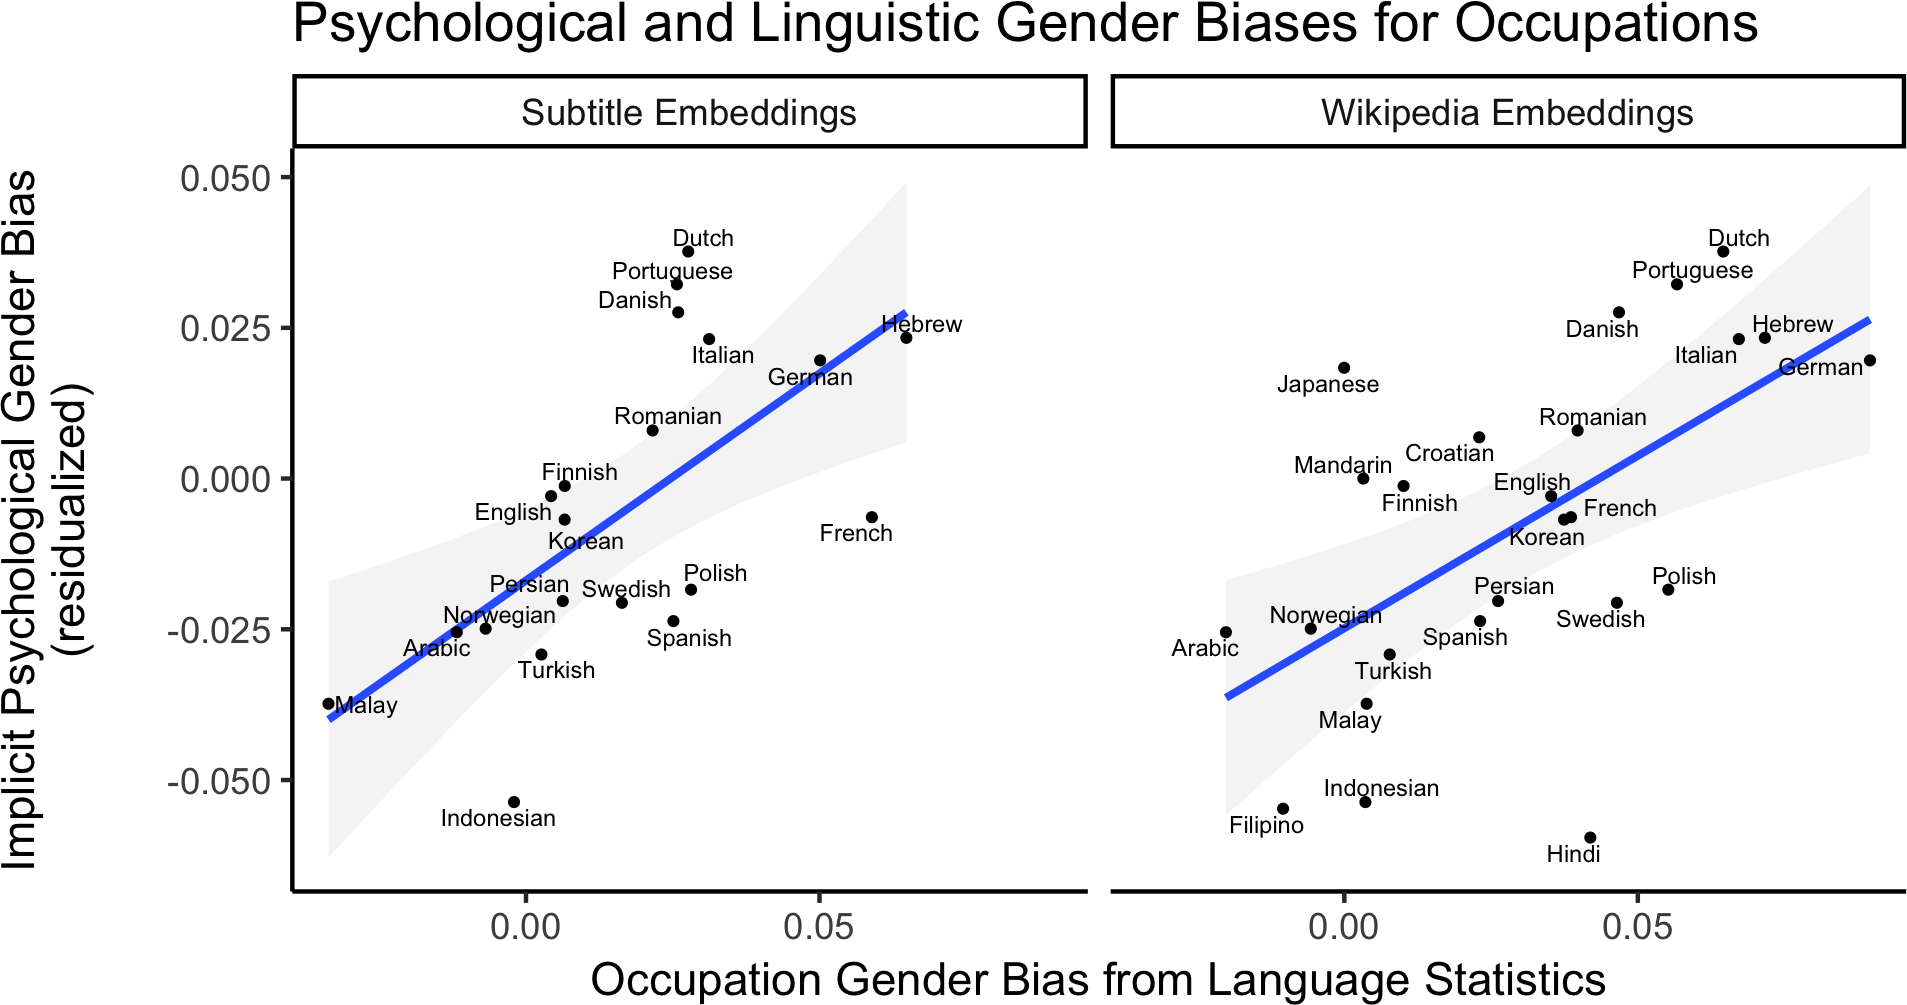 Psychological and Linguistic Gender Biases for Occupations
Subtitle Embeddings
Wikipedia Embeddings
Implicit Psychological Gender Bias
(residualized)
0.050
0.025
0.000
-0.025
-0.050
Dutch
Portuguese
Danish
Hebrew
Italian
German
Romanian
Finnish
English
French
Korean
Polish
Persian
Swedish
Norwegian
Spanish
Arabic
Turkish
Malay
Indonesian
Dutch
Portuguese
Danish
Hebrew
Italian
German
Japanese
Romanian
Croatian
Mandarin
English
Finnish
French
Korean
Polish
Persian
Norwegian
Swedish
Spanish
Arabic
Turkish
Malay
Indonesian
Filipino
Hindi
0.00
0.05
0.00
0.05
Occupation Gender Bias from Language Statistics